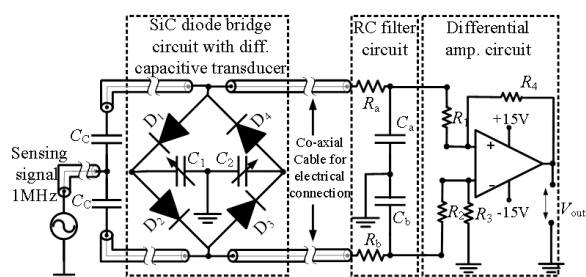 SiC diode bridge
circuit with diff.
capacitive transducer
RC filter
circuit
Differential
amp. circuit
Sensing
signal
1MHz
C_C
C_C
D_1
D_4
D_2
D_3
C_1
C_2
Co-axial
Cable for
electrical
connection
R_a
C_a
C_b
R_b
R_1
R_4
R_2
R_3
+15V
-15V
+
-
V_out